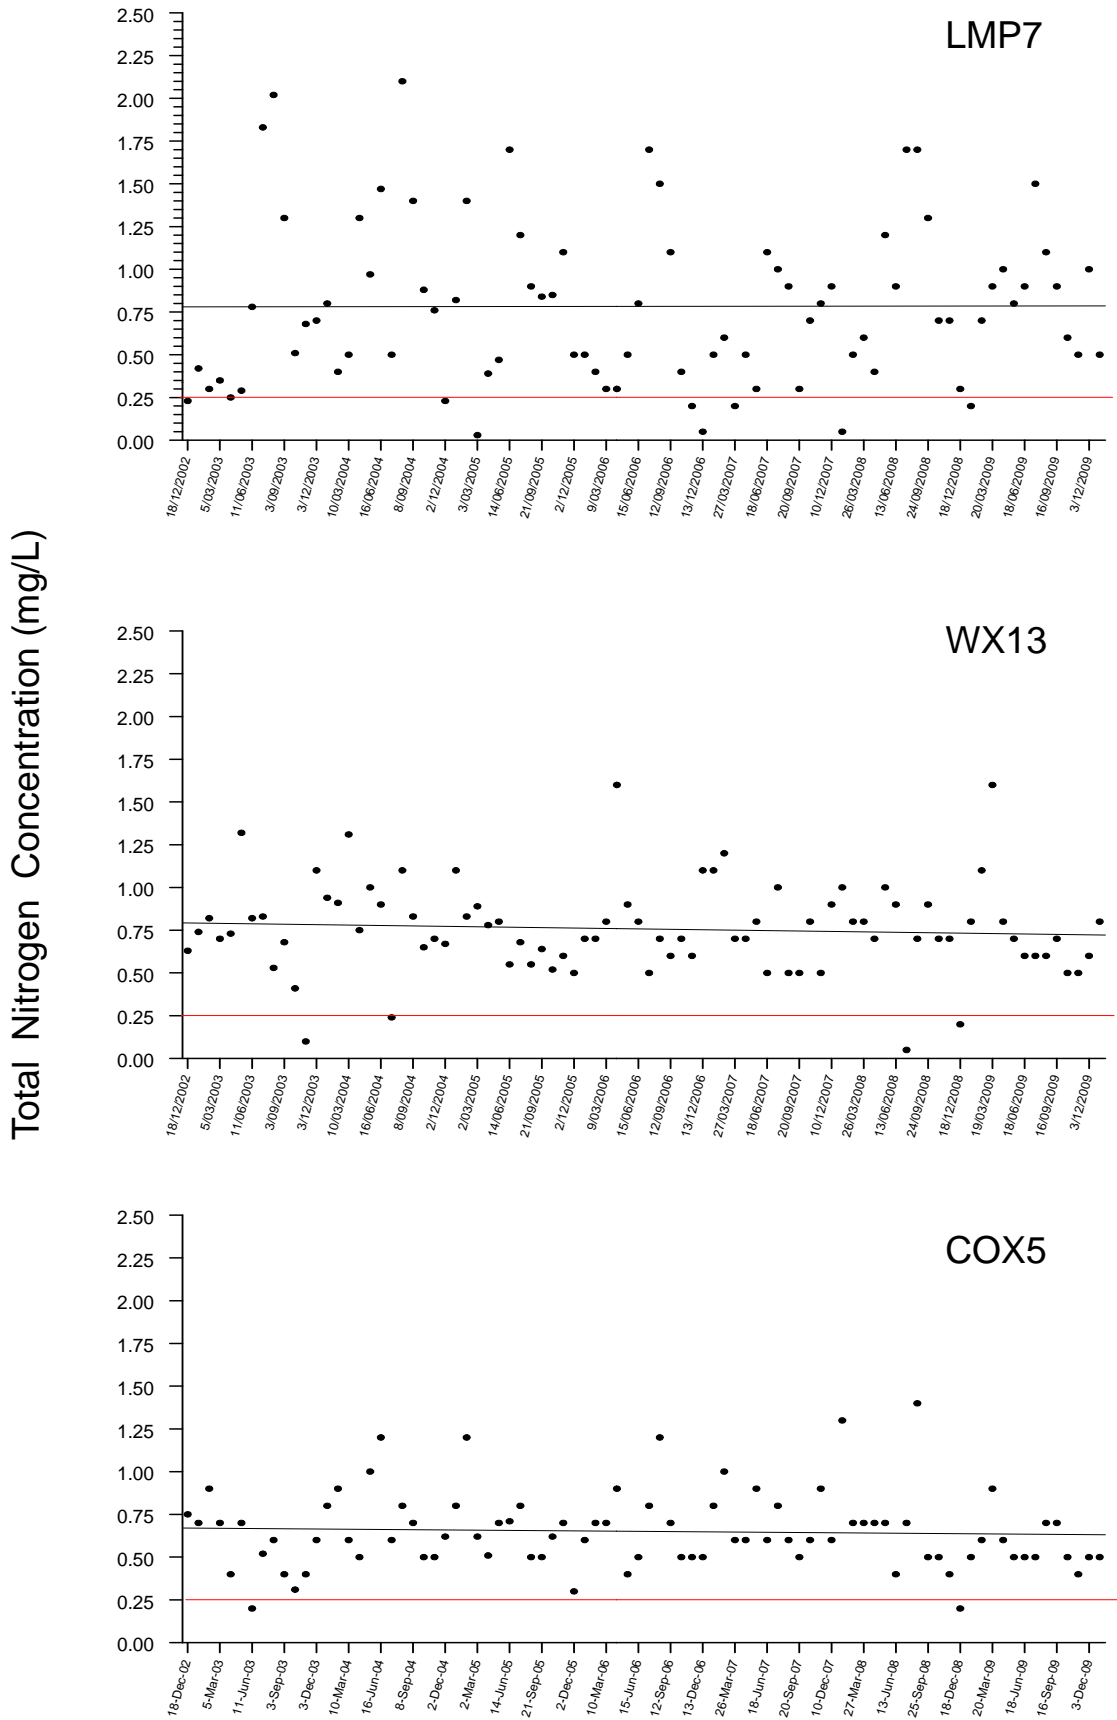 Total Nitrogen Concentration (mg/L)
LMP7
2.50
2.25
2.00
1.75
1.50
1.25
1.00
0.75
0.50
0.25
0.00
18/12/2002
5/03/2003
11/06/2003
3/09/2003
3/12/2003
10/03/2004
16/06/2004
8/09/2004
2/12/2004
3/03/2005
14/06/2005
21/09/2005
2/12/2005
9/03/2006
15/06/2006
12/09/2006
13/12/2006
27/03/2007
18/06/2007
20/09/2007
10/12/2007
26/03/2008
13/06/2008
24/09/2008
18/12/2008
20/03/2009
18/06/2009
16/09/2009
3/12/2009
WX13
2.50
2.25
2.00
1.75
1.50
1.25
1.00
0.75
0.50
0.25
0.00
18/12/2002
5/03/2003
11/06/2003
3/09/2003
3/12/2003
10/03/2004
16/06/2004
8/09/2004
2/12/2004
2/03/2005
14/06/2005
21/09/2005
2/12/2005
9/03/2006
15/06/2006
12/09/2006
13/12/2006
27/03/2007
18/06/2007
20/09/2007
10/12/2007
26/03/2008
13/06/2008
24/09/2008
18/12/2008
19/03/2009
18/06/2009
16/09/2009
3/12/2009
COX5
2.50
2.25
2.00
1.75
1.50
1.25
1.00
0.75
0.50
0.25
0.00
18-Dec-02
5-Mar-03
11-Jun-03
3-Sep-03
3-Dec-03
10-Mar-04
16-Jun-04
8-Sep-04
2-Dec-04
2-Mar-05
14-Jun-05
21-Sep-05
2-Dec-05
10-Mar-06
15-Jun-06
12-Sep-06
13-Dec-06
26-Mar-07
18-Jun-07
20-Sep-07
10-Dec-07
27-Mar-08
13-Jun-08
25-Sep-08
18-Dec-08
20-Mar-09
18-Jun-09
16-Sep-09
3-Dec-09